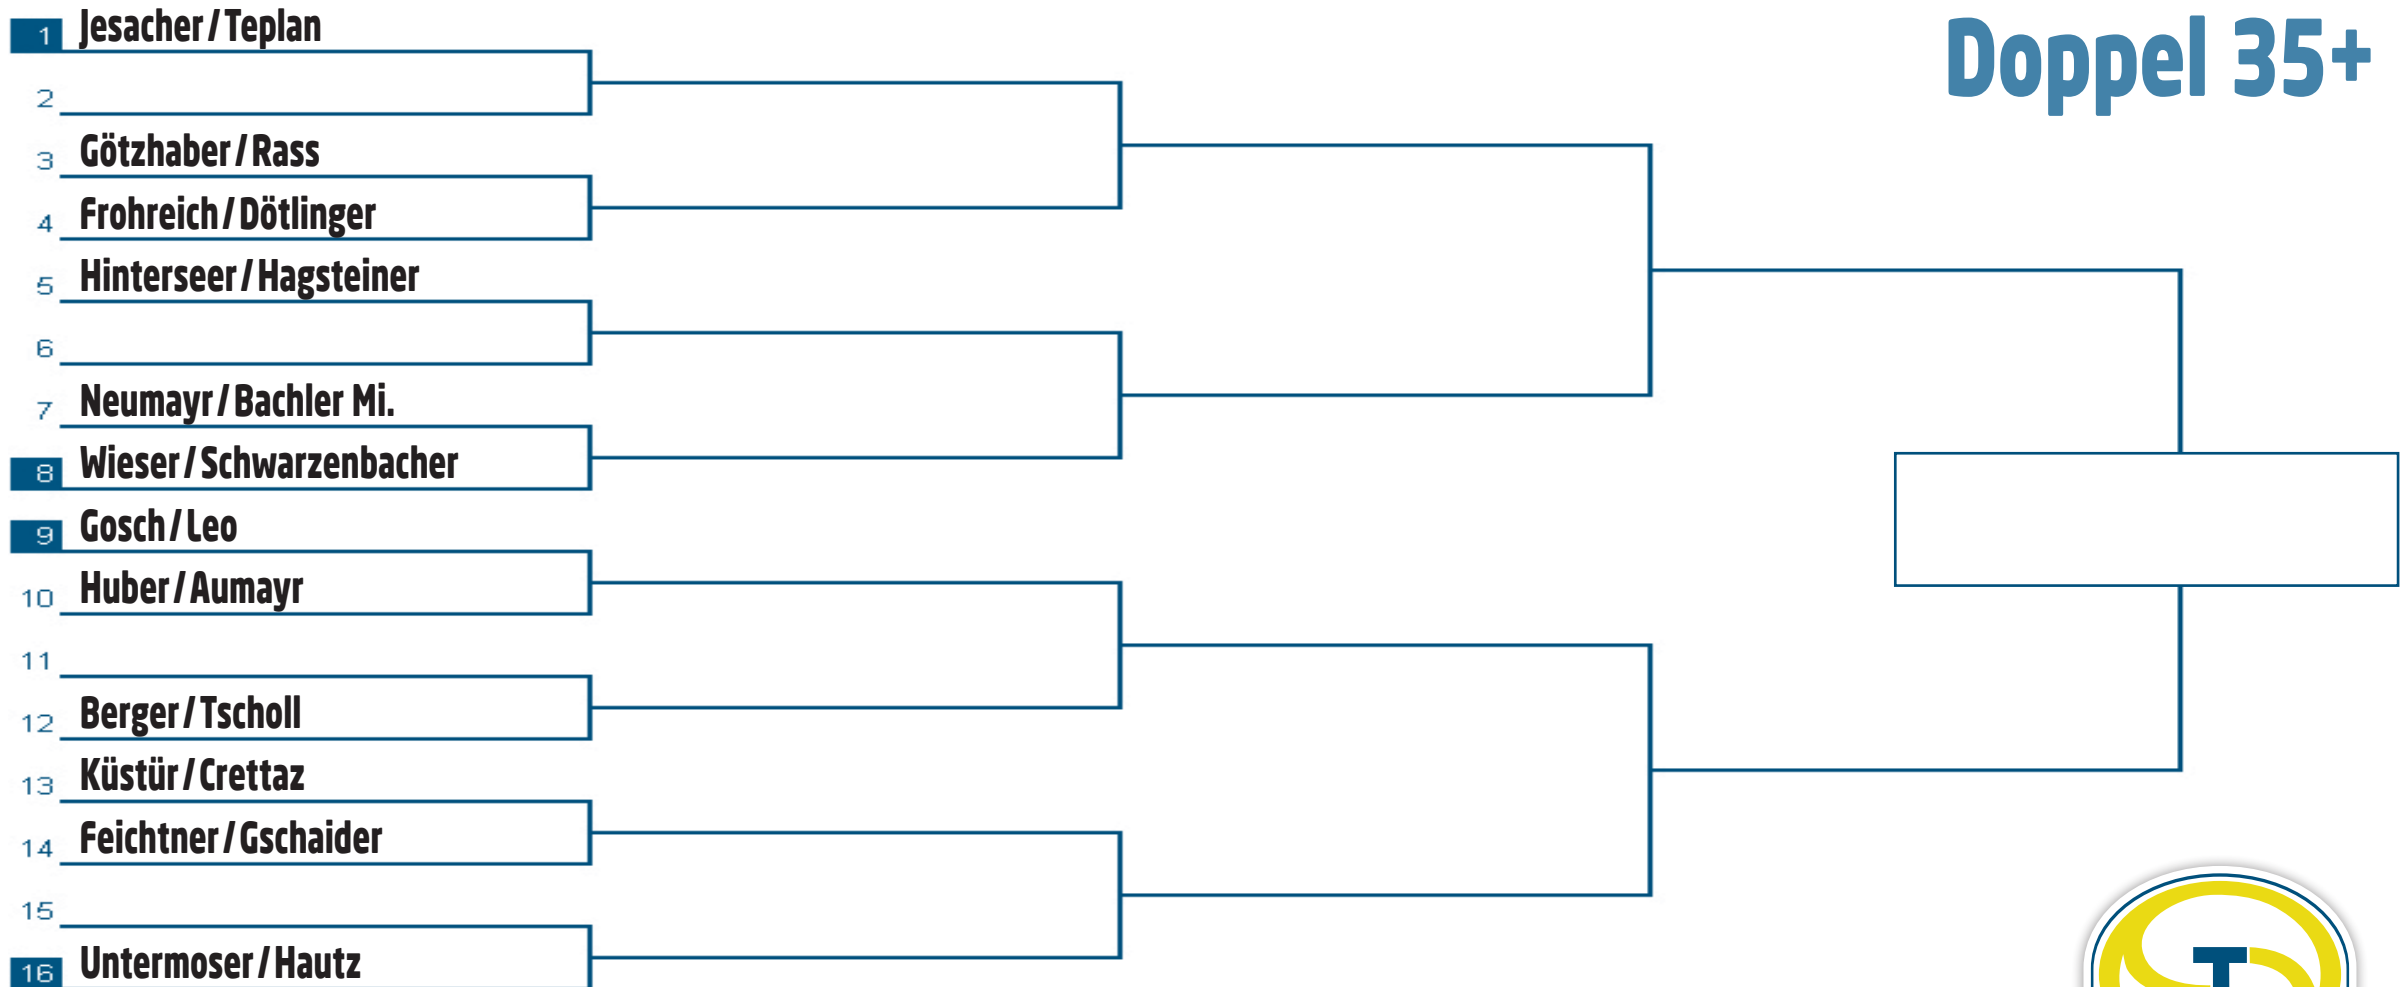 Doppel 35+
1 Jesacher / Teplan
2
3 Götzhaber / Rass
4 Frohreich / Dötlinger
5 Hinterseer / Hagsteiner
6
7 Neumayr / Bachler Mi.
8 Wieser / Schwarzenbacher
9 Gosch / Leo
10 Huber / Aumayr
11
12 Berger / Tscholl
13 Küstür / Crettaz
14 Feichtner / Gschaider
15
16 Untermoser / Hautz
T